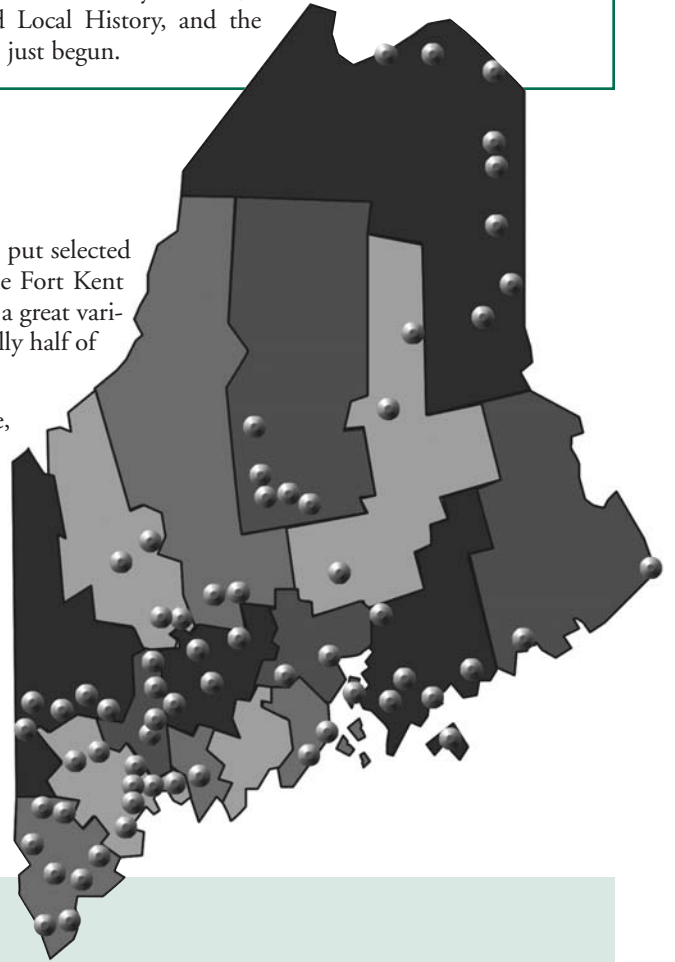 d Local History, and the
just begun.
put selected
e Fort Kent
a great vari-
lly half of
e,